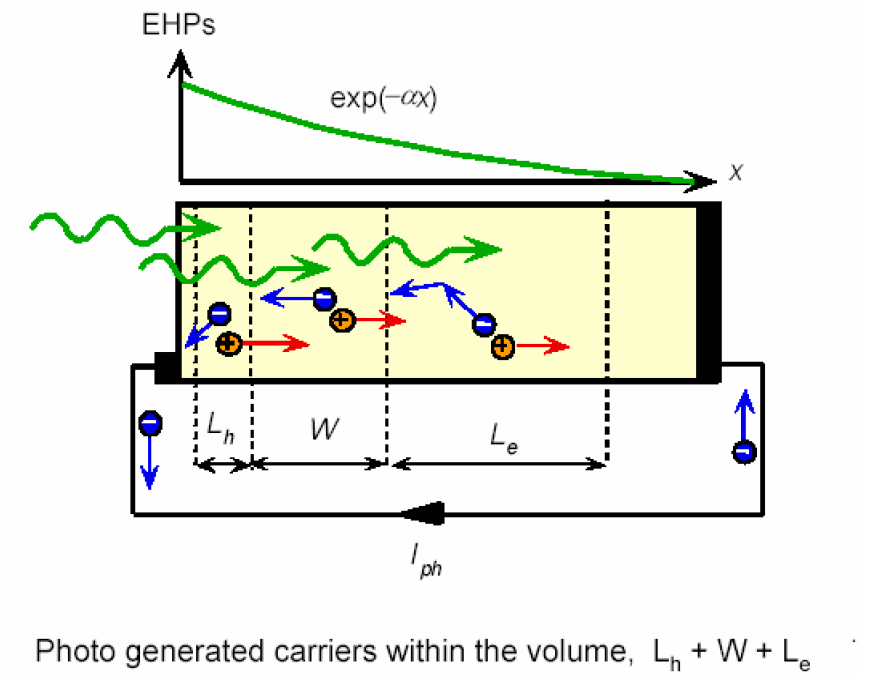 EHPs
exp(−αx)
x
L_h
W
L_e
I_ph
Photo generated carriers within the volume, L_h + W + L_e